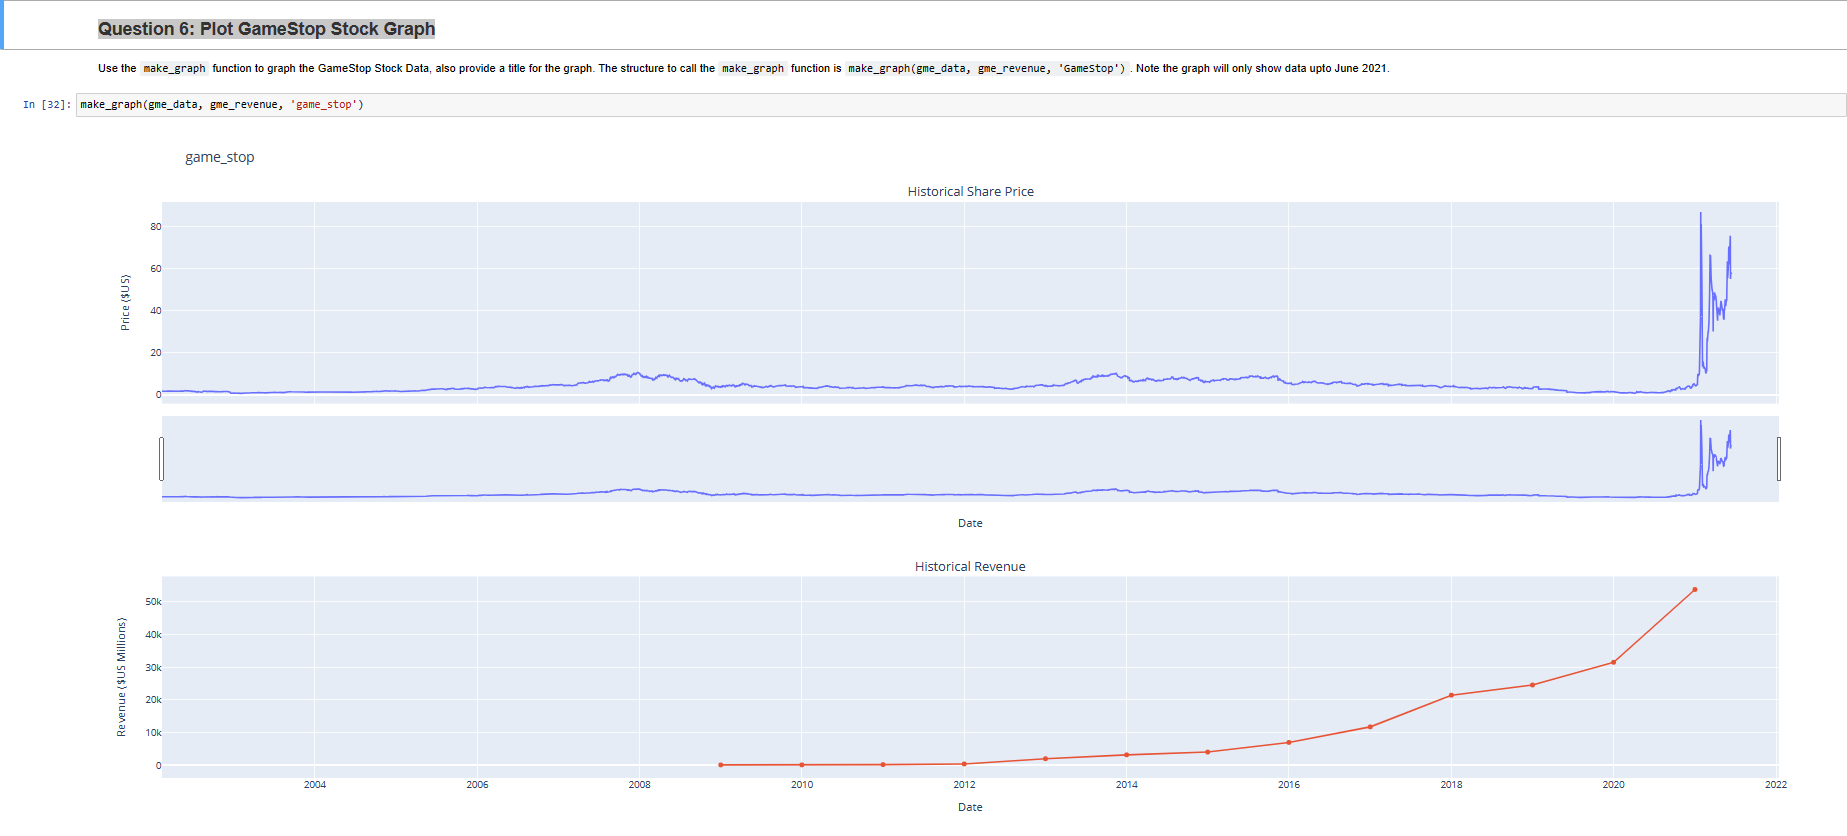 Question 6: Plot GameStop Stock Graph
Use the make_graph function to graph the GameStop Stock Data, also provide a title for the graph. The structure to call the make_graph function is make_graph(gme_data, gme_revenue, 'GameStop') . Note the graph will only show data upto June 2021.
In [32]: make_graph(gme_data, gme_revenue, 'game_stop')
game_stop
Historical Share Price
Price ($US)
80
60
40
20
0
Date
Historical Revenue
Revenue ($US Millions)
50k
40k
30k
20k
10k
0
2004 2006 2008 2010 2012 2014 2016 2018 2020 2022
Date